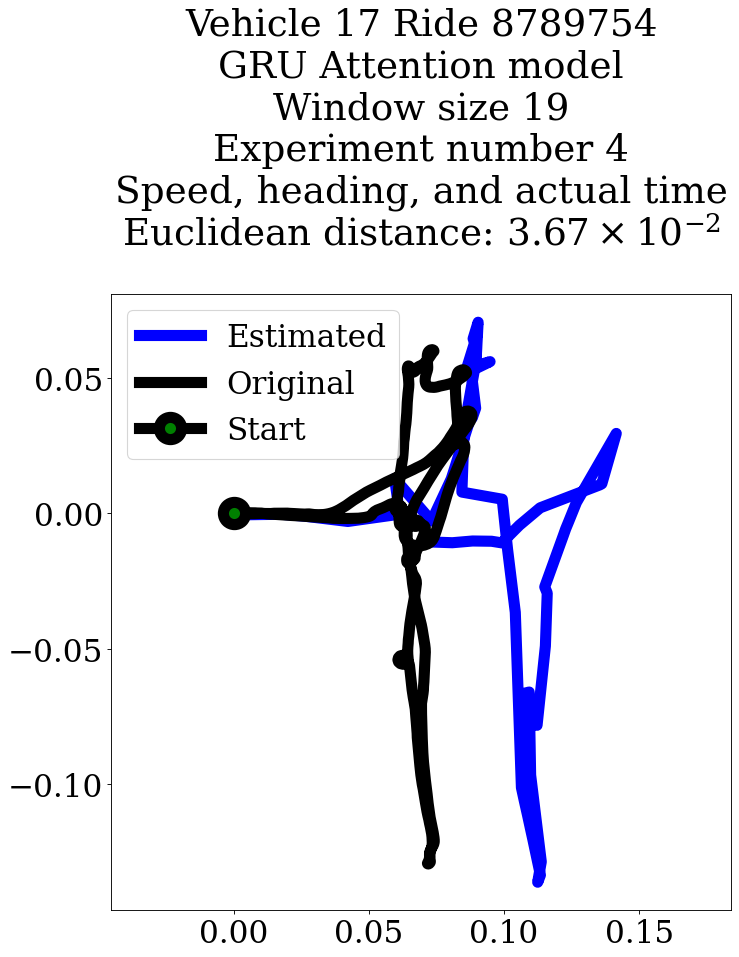 Vehicle 17 Ride 8789754
GRU Attention model
Window size 19
Experiment number 4
Speed, heading, and actual time
Euclidean distance: 3.67 × 10⁻²
Estimated
Original
Start
0.05
0.00
−0.05
−0.10
0.00 0.05 0.10 0.15